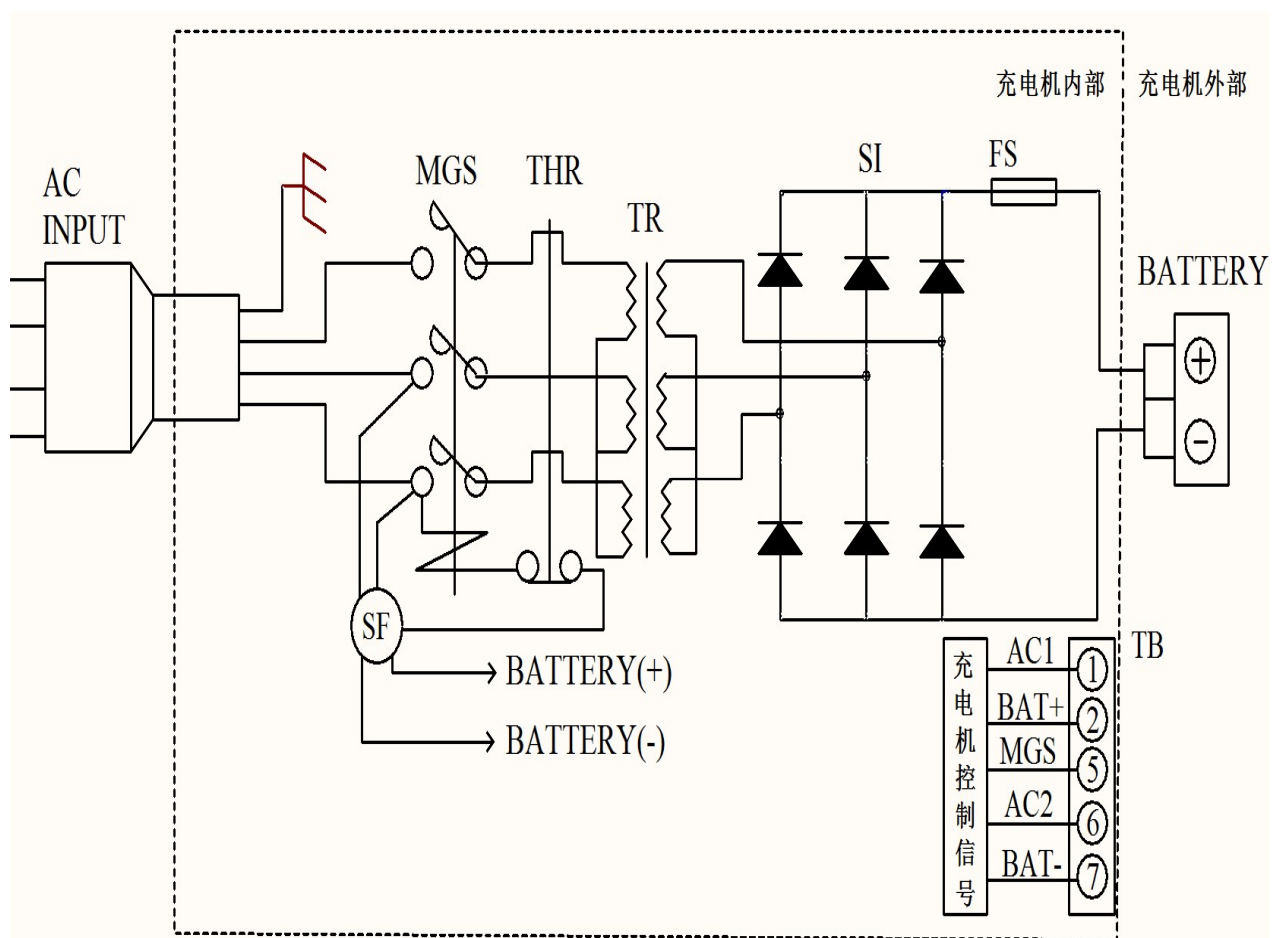 充电机内部
充电机外部
AC
INPUT
MGS
THR
TR
SI
FS
BATTERY
+
-
SF
BATTERY(+)
BATTERY(-)
充电机控制信号
AC1
1
BAT+
2
MGS
5
AC2
6
BAT-
7
TB